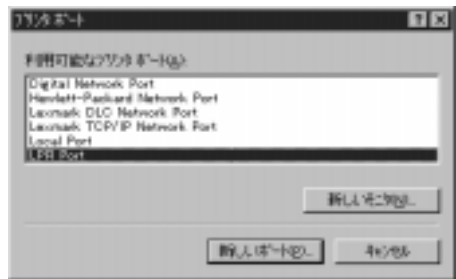 プリンタ ポート
利用可能なプリンタ ポート(A):
Digital Network Port
Hewlett-Packard Network Port
Lexmark DLC Network Port
Lexmark TCP/IP Network Port
Local Port
LPR Port
新しいモニタ(M)...
新しいポート(P)...
キャンセル